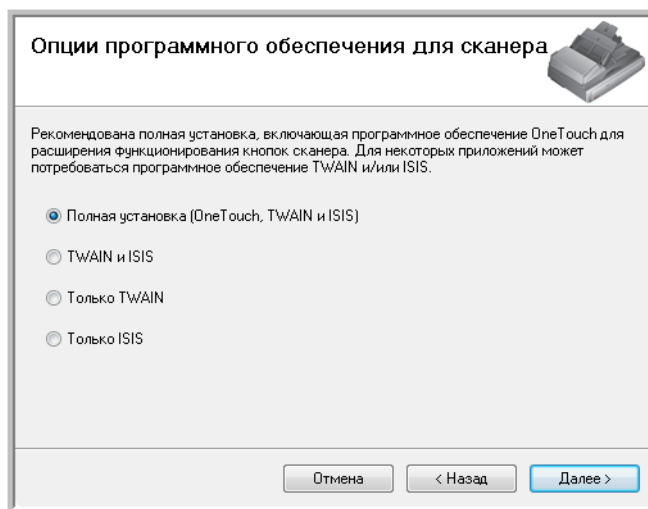 Опции программного обеспечения для сканера
Рекомендована полная установка, включающая программное обеспечение OneTouch для
расширения функционирования кнопок сканера. Для некоторых приложений может
потребоваться программное обеспечение TWAIN и/или ISIS.
Полная установка (OneTouch, TWAIN и ISIS)
TWAIN и ISIS
Только TWAIN
Только ISIS
Отмена
< Назад
Далее >